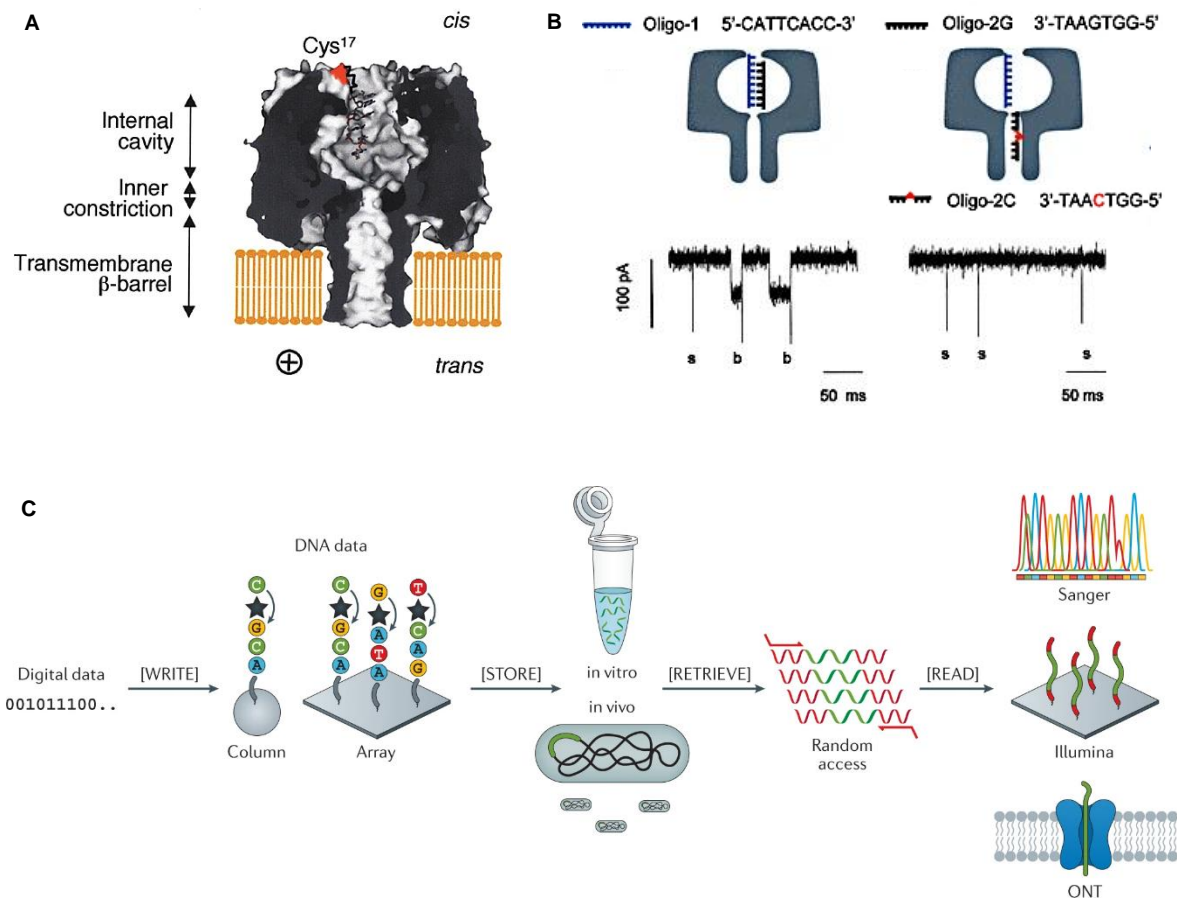 A
cis
Cys17
Internal
cavity
Inner
constriction
Transmembrane
β-barrel
⊕
trans
B
Oligo-1 5'-CATTCACC-3'
Oligo-2G 3'-TAAGTGG-5'
Oligo-2C 3'-TAACTGG-5'
100 pA
s b b
50 ms
s s s
50 ms
C
DNA data
C
G
C
A
C
G
C
A
G
A
T
A
T
C
A
G
Digital data
001011100..
[WRITE]
Column
Array
[STORE]
in vitro
in vivo
[RETRIEVE]
Random
access
[READ]
Sanger
Illumina
ONT